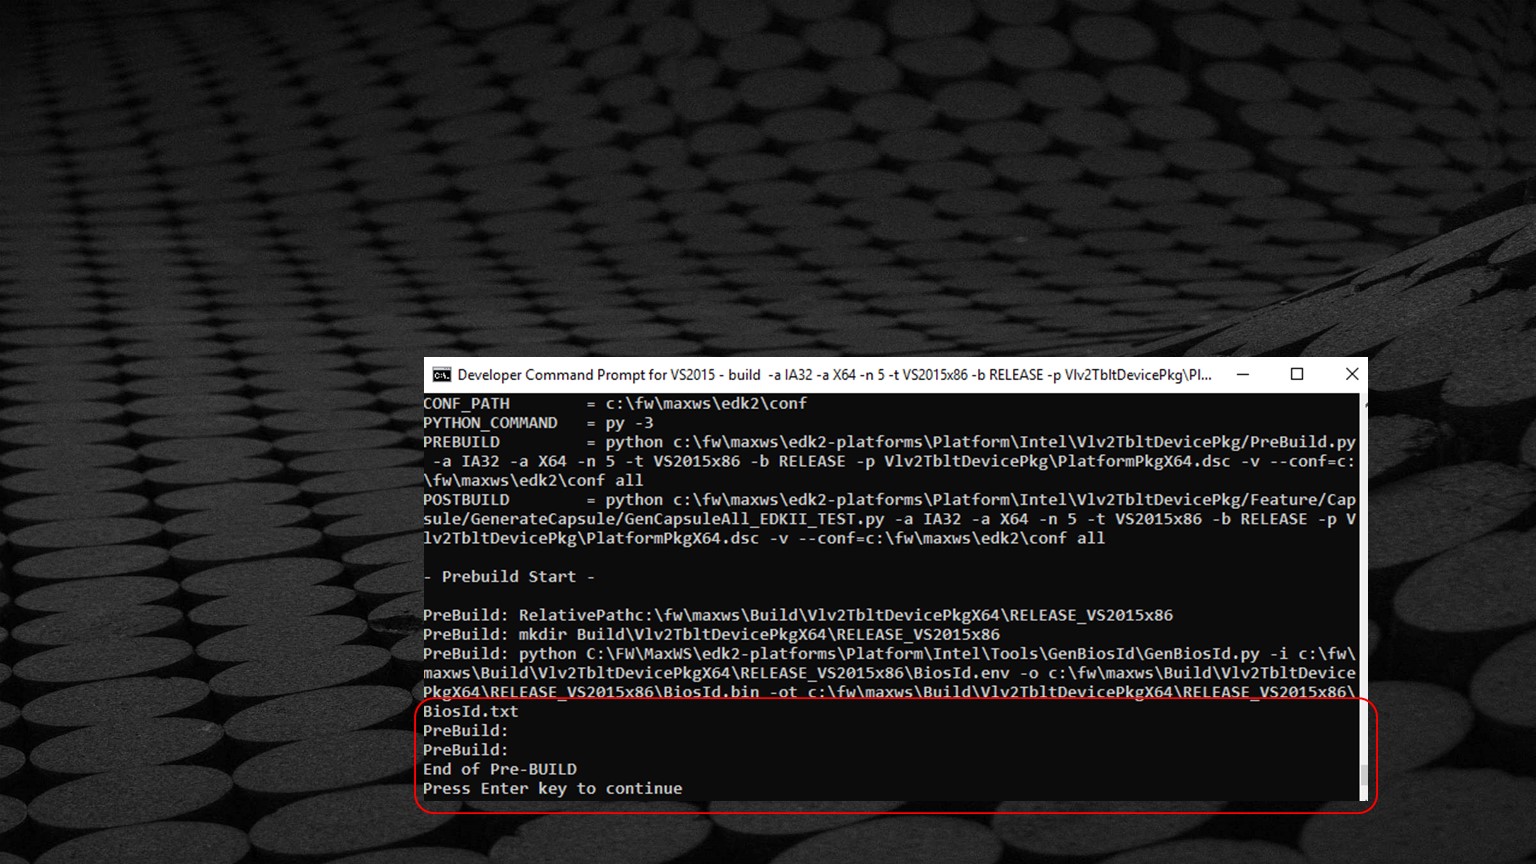 Developer Command Prompt for VS2015 - build  -a IA32 -a X64 -n 5 -t VS2015x86 -b RELEASE -p Vlv2TbltDevicePkg\Pl...
CONF_PATH        = c:\fw\maxws\edk2\conf
PYTHON_COMMAND   = py -3
PREBUILD         = python c:\fw\maxws\edk2-platforms\Platform\Intel\Vlv2TbltDevicePkg/PreBuild.py
 -a IA32 -a X64 -n 5 -t VS2015x86 -b RELEASE -p Vlv2TbltDevicePkg\PlatformPkgX64.dsc -v --conf=c:
\fw\maxws\edk2\conf all
POSTBUILD        = python c:\fw\maxws\edk2-platforms\Platform\Intel\Vlv2TbltDevicePkg/Feature/Cap
sule/GenerateCapsule/GenCapsuleAll_EDKII_TEST.py -a IA32 -a X64 -n 5 -t VS2015x86 -b RELEASE -p V
lv2TbltDevicePkg\PlatformPkgX64.dsc -v --conf=c:\fw\maxws\edk2\conf all
- Prebuild Start -
PreBuild: RelativePathc:\fw\maxws\Build\Vlv2TbltDevicePkgX64\RELEASE_VS2015x86
PreBuild: mkdir Build\Vlv2TbltDevicePkgX64\RELEASE_VS2015x86
PreBuild: python C:\FW\MaxWS\edk2-platforms\Platform\Intel\Tools\GenBiosId\GenBiosId.py -i c:\fw\
maxws\Build\Vlv2TbltDevicePkgX64\RELEASE_VS2015x86\BiosId.env -o c:\fw\maxws\Build\Vlv2TbltDevice
PkgX64\RELEASE_VS2015x86\BiosId.bin -ot c:\fw\maxws\Build\Vlv2TbltDevicePkgX64\RELEASE_VS2015x86\
BiosId.txt
PreBuild:
PreBuild:
End of Pre-BUILD
Press Enter key to continue